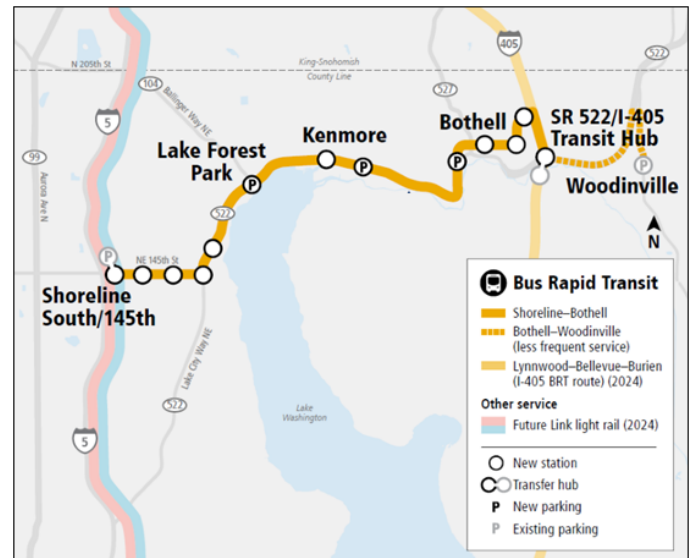 405
522
King-Snohomish
County Line
N 205th St
104
527
5
Ballinger Way NE
SR 522/I-405
Transit Hub
Bothell
Kenmore
99
Lake Forest
Park
P
P
P
Woodinville
P
Aurora Ave N
522
N
P
NE 145th St
Shoreline
South/145th
Lake City Way NE
522
Lake
Washington
5
Bus Rapid Transit
Shoreline–Bothell
Bothell–Woodinville
(less frequent service)
Lynnwood–Bellevue–Burien
(I-405 BRT route) (2024)
Other service
Future Link light rail (2024)
New station
Transfer hub
P New parking
P Existing parking